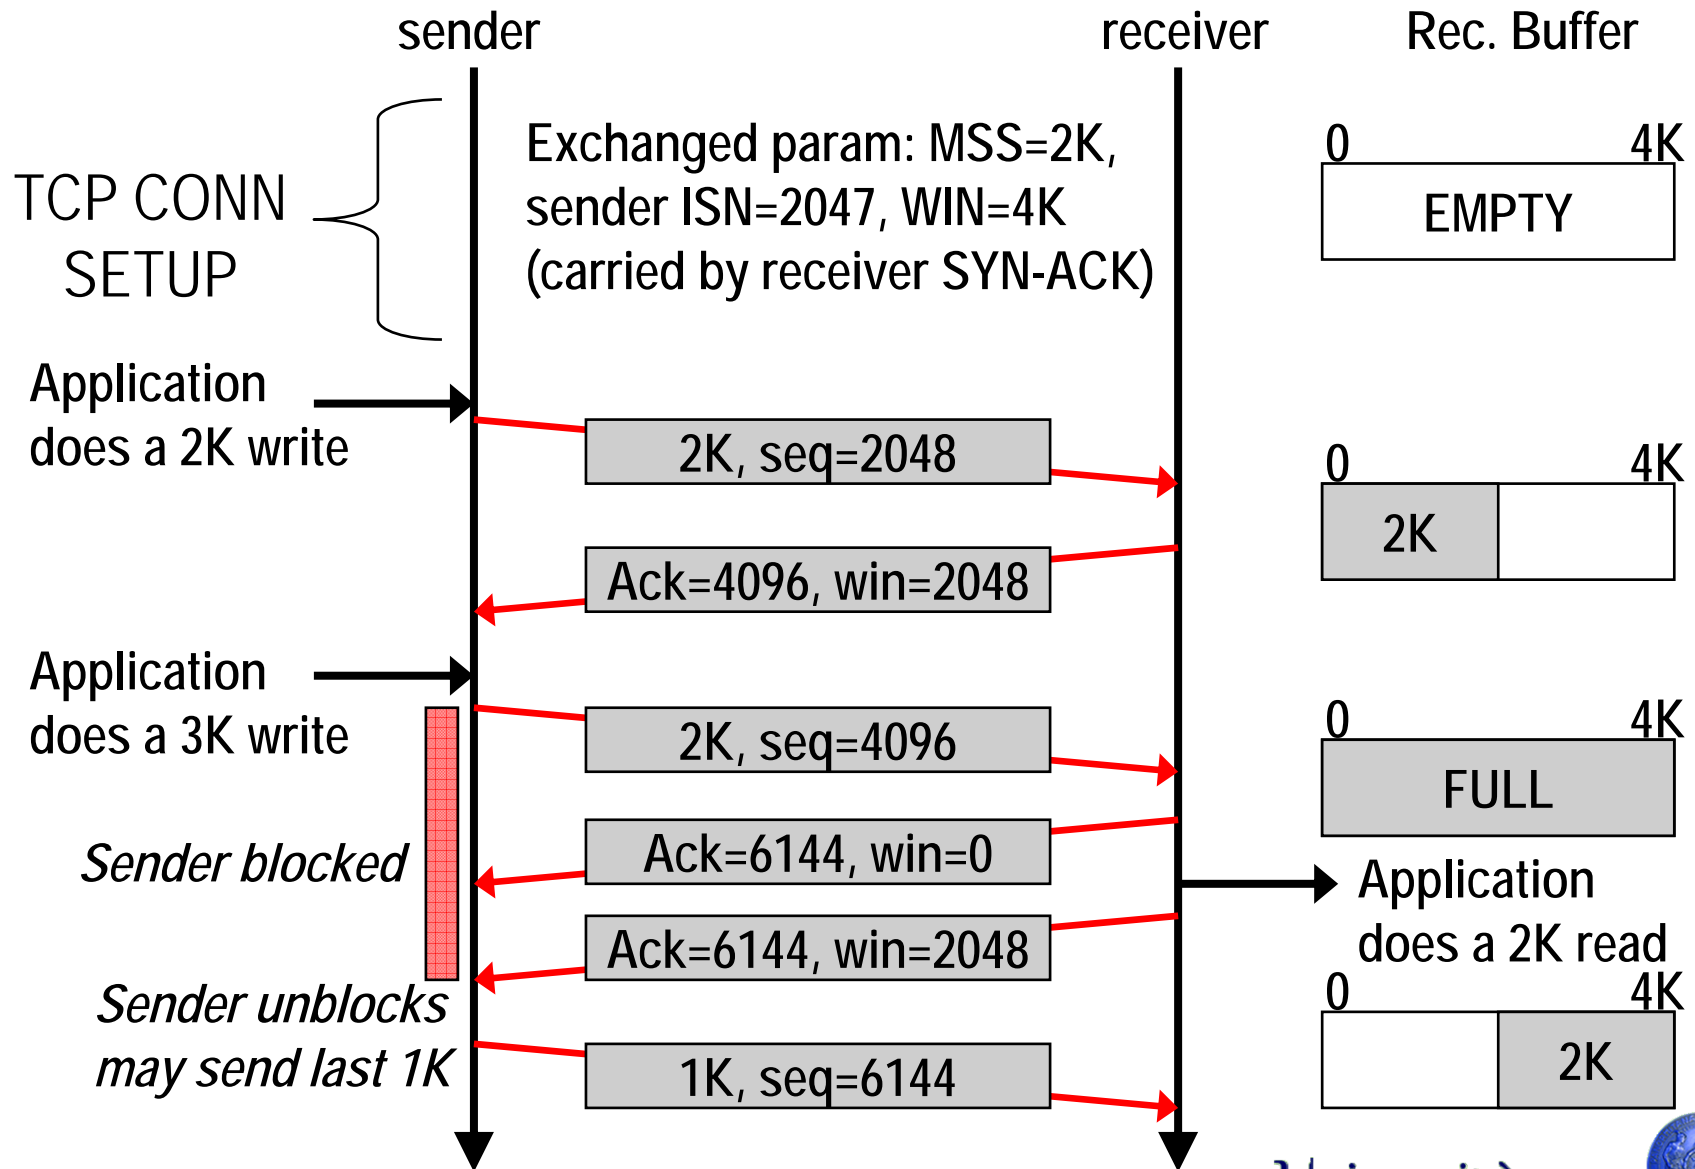 sender
receiver
Rec. Buffer
TCP CONN
SETUP
Exchanged param: MSS=2K,
sender ISN=2047, WIN=4K
(carried by receiver SYN-ACK)
0 4K
EMPTY
Application
does a 2K write
2K, seq=2048
0 4K
2K
Ack=4096, win=2048
Application
does a 3K write
2K, seq=4096
0 4K
FULL
Sender blocked
Ack=6144, win=0
Application
does a 2K read
Ack=6144, win=2048
Sender unblocks
may send last 1K
0 4K
2K
1K, seq=6144